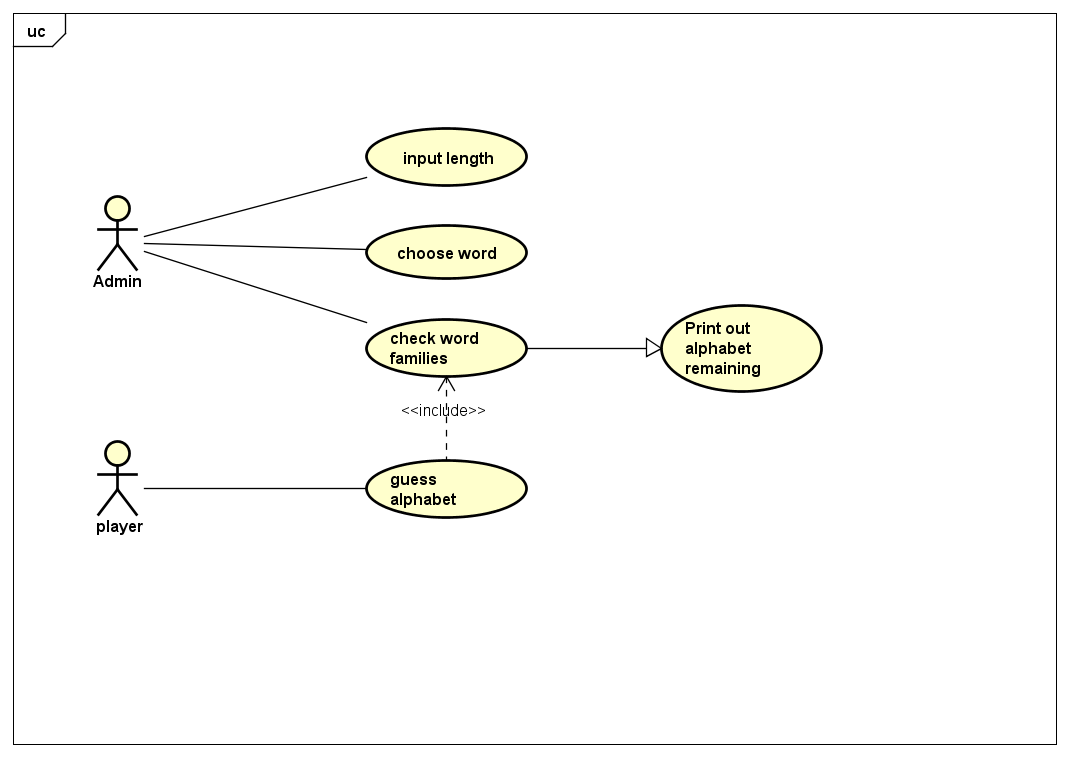 uc
input length
Admin
choose word
check word
families
Print out
alphabet
remaining
<<include>>
player
guess
alphabet